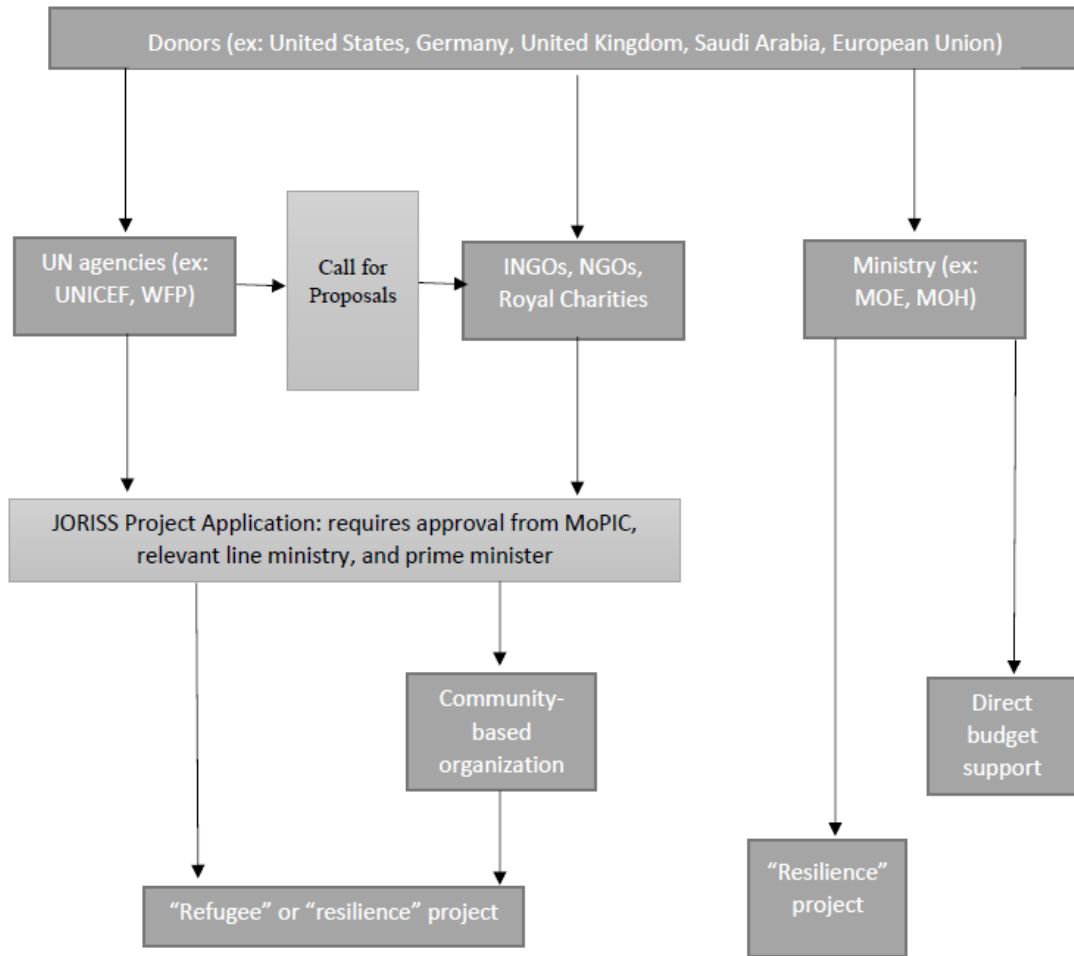 Donors (ex: United States, Germany, United Kingdom, Saudi Arabia, European Union)
UN agencies (ex:
UNICEF, WFP)
Call for
Proposals
INGOs, NGOs,
Royal Charities
Ministry (ex:
MOE, MOH)
JORISS Project Application: requires approval from MoPIC,
relevant line ministry, and prime minister
Community-
based
organization
Direct
budget
support
“Refugee” or “resilience” project
“Resilience”
project